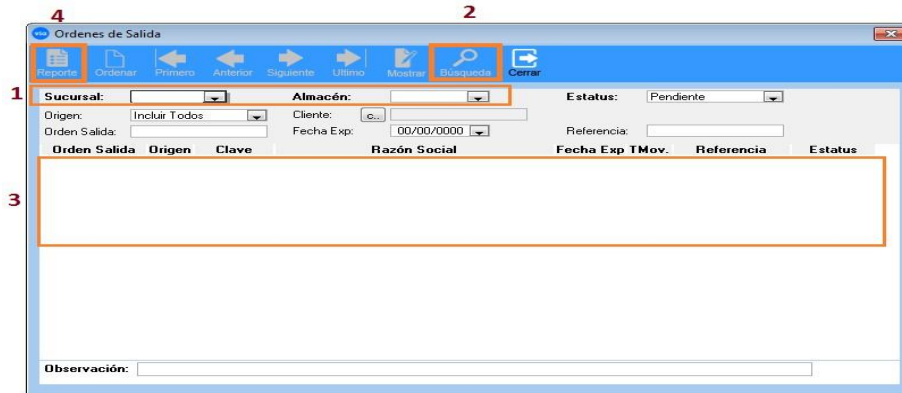 4
2
vio Ordenes de Salida
Reporte Ordenar Primero Anterior Siguiente Ultimo Mostrar Búsqueda Cerrar
1
Sucursal: Almacén: Estatus: Pendiente
Origen: Incluir Todos Cliente: c..
Orden Salida: Fecha Exp: 00/00/0000 Referencia:
Orden Salida Origen Clave Razón Social Fecha Exp TMov. Referencia Estatus
3
Observación: